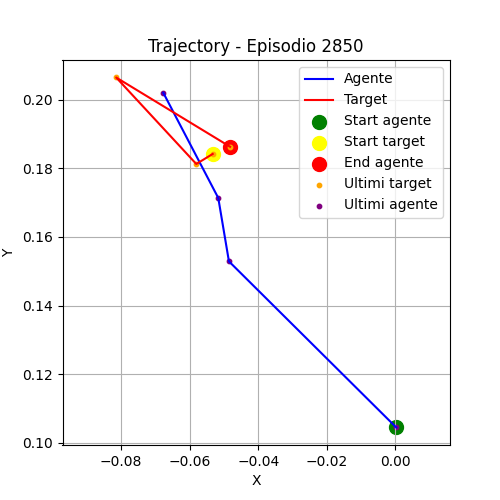 Trajectory - Episodio 2850
Agente
Target
Start agente
Start target
End agente
Ultimi target
Ultimi agente
Y
0.20
0.18
0.16
0.14
0.12
0.10
−0.08
−0.06
−0.04
−0.02
0.00
X